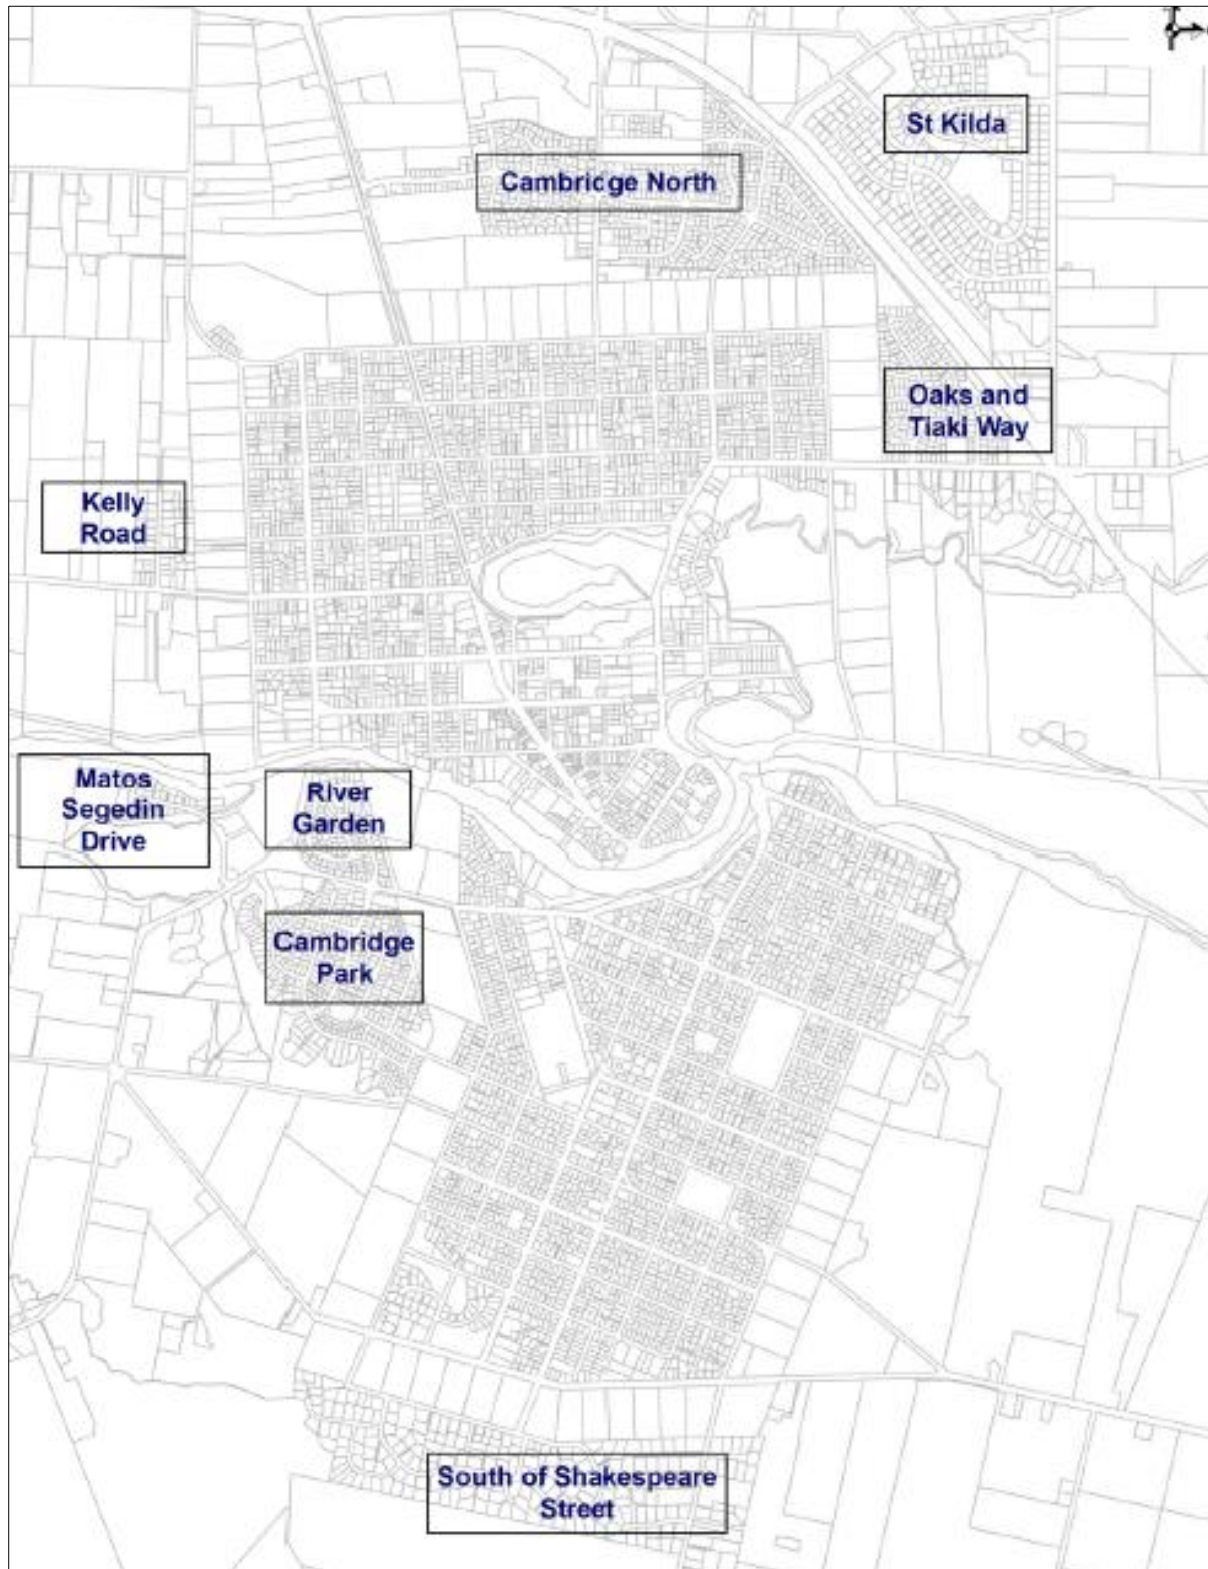 St Kilda
Cambridge North
Oaks and
Tiaki Way
Kelly
Road
Matos
Segedin
Drive
River
Garden
Cambridge
Park
South of Shakespeare
Street